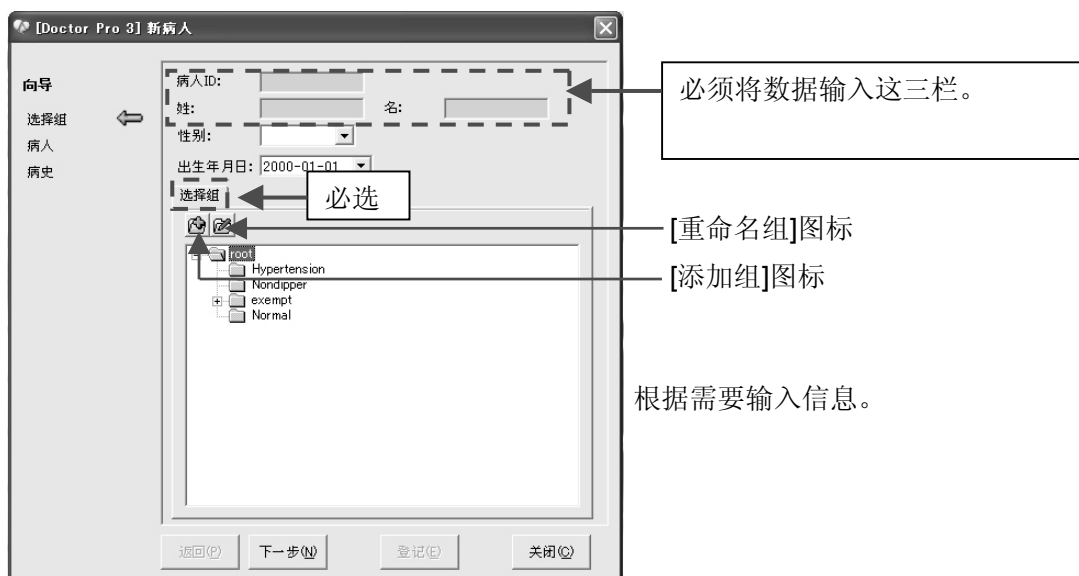 [Doctor Pro 3] 新病人
向导
选择组
病人
病史
病人ID:
姓: 名:
性别:
出生年月日: 2000-01-01
选择组
必选
root
Hypertension
Nondipper
exempt
Normal
返回(P) 下一步(N) 登记(E) 关闭(C)
必须将数据输入这三栏。
[重命名组]图标
[添加组]图标
根据需要输入信息。